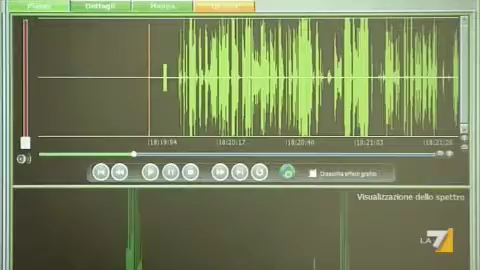 Dettagli
Mappa
|18:19:54 |18:20:17 |18:20:40 |18:21:03 |18:21:26
Disabilita effetti grafici
Visualizzazione dello spettro
LA7